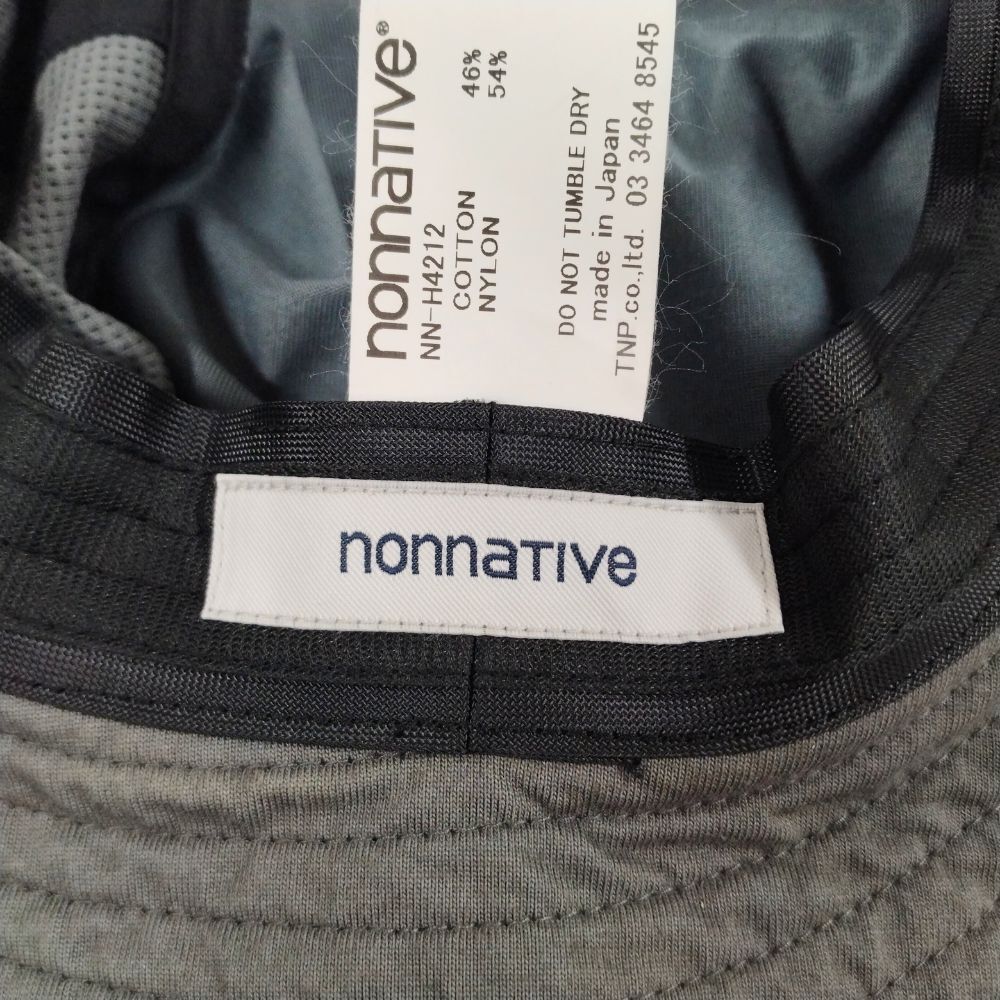 nonnative®
NN-H4212
COTTON 46%
NYLON 54%
DO NOT TUMBLE DRY
made in Japan
TNP.co.,ltd. 03 3464 8545
nonnative